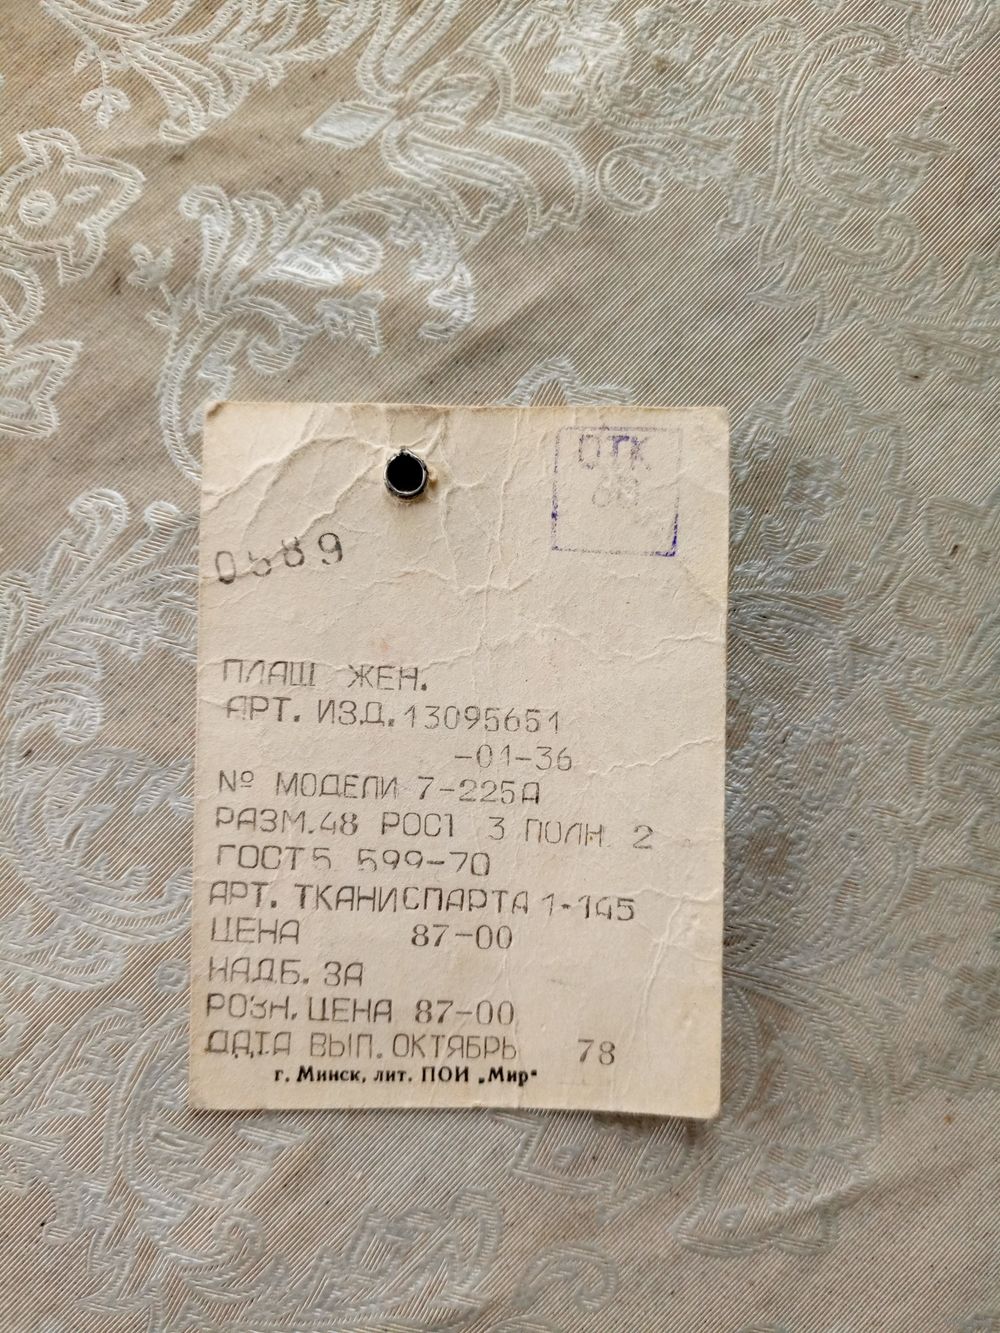 ОТК
0589
ПЛАЩ ЖЕН.
АРТ. ИЗД. 13095651
-01-36
№ МОДЕЛИ 7-225А
РАЗМ. 48 РОСТ 3 ПОЛН 2
ГОСТ 5 599-70
АРТ. ТКАНИ СПАРТА 1-145
ЦЕНА 87-00
НАДБ. ЗА
РОЗН. ЦЕНА 87-00
ДАТА ВЫП. ОКТЯБРЬ 78
г. Минск, лит. ПОИ „Мир"